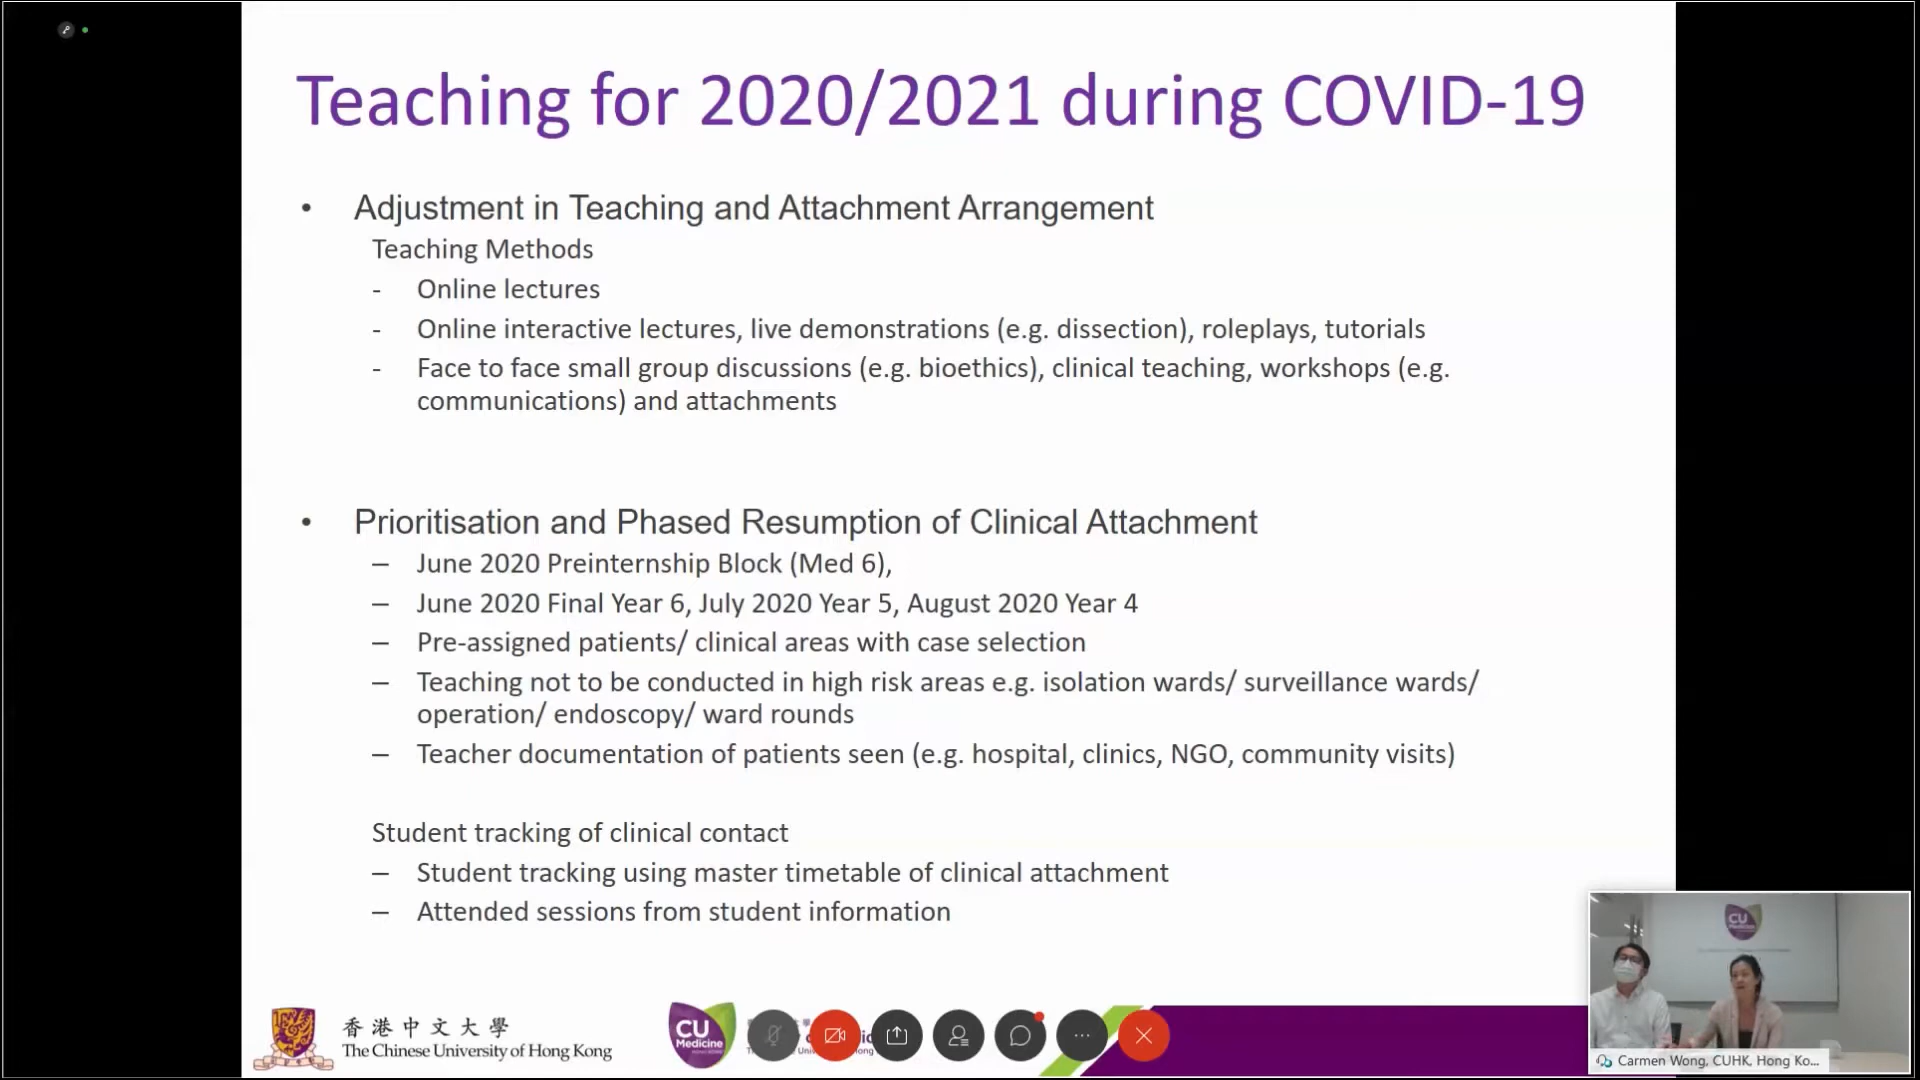 Teaching for 2020/2021 during COVID-19
• Adjustment in Teaching and Attachment Arrangement
Teaching Methods
- Online lectures
- Online interactive lectures, live demonstrations (e.g. dissection), roleplays, tutorials
- Face to face small group discussions (e.g. bioethics), clinical teaching, workshops (e.g.
communications) and attachments
• Prioritisation and Phased Resumption of Clinical Attachment
– June 2020 Preinternship Block (Med 6),
– June 2020 Final Year 6, July 2020 Year 5, August 2020 Year 4
– Pre-assigned patients/ clinical areas with case selection
– Teaching not to be conducted in high risk areas e.g. isolation wards/ surveillance wards/
operation/ endoscopy/ ward rounds
– Teacher documentation of patients seen (e.g. hospital, clinics, NGO, community visits)
Student tracking of clinical contact
– Student tracking using master timetable of clinical attachment
– Attended sessions from student information
香港中文大學
The Chinese University of Hong Kong
CU
Medicine
HONG KONG
CU
Medicine
Carmen Wong, CUHK, Hong Ko...